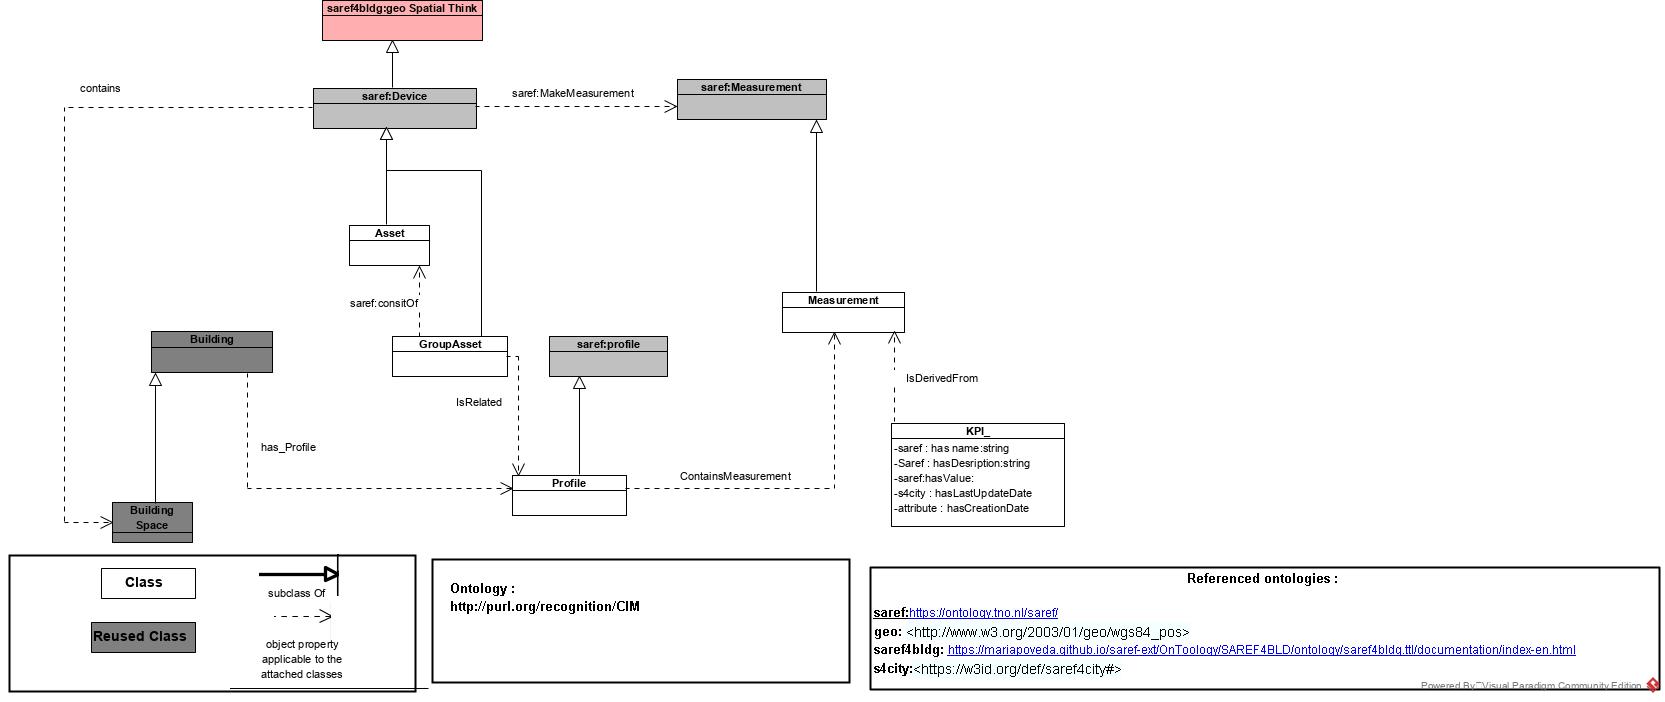 saref4bldg:geo Spatial Think
contains
saref:Device
saref:MakeMeasurement
saref:Measurement
Asset
saref:consitOf
Measurement
Building
GroupAsset
saref:profile
IsDerivedFrom
IsRelated
has_Profile
KPI_
-saref : has name:string
-Saref : hasDesription:string
-saref:hasValue:
-s4city : hasLastUpdateDate
-attribute : hasCreationDate
Profile
ContainsMeasurement
Building
Space
Class
subclass Of
Reused Class
object property
applicable to the
attached classes
Ontology :
http://purl.org/recognition/CIM
Referenced ontologies :
saref:https://ontology.tno.nl/saref/
geo: <http://www.w3.org/2003/01/geo/wgs84_pos>
saref4bldg: https://mariapoveda.github.io/saref-ext/OnToology/SAREF4BLD/ontology/saref4bldg.ttl/documentation/index-en.html
s4city:<https://w3id.org/def/saref4city#>
Powered By Visual Paradigm Community Edition